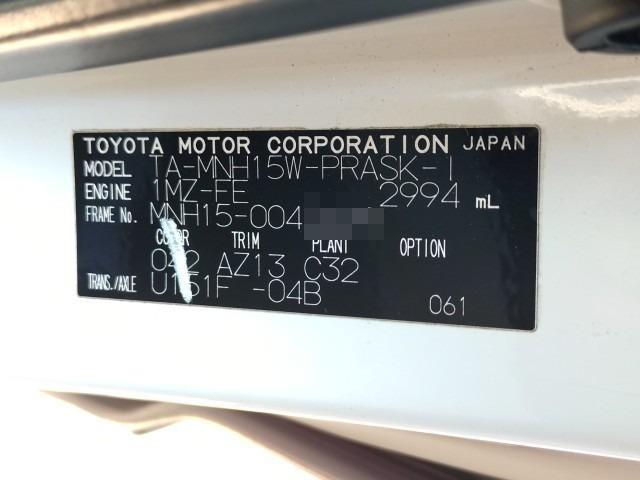 TOYOTA MOTOR CORPORATION JAPAN
MODEL TA-MNH15W-PRASK-1
ENGINE 1MZ-FE 2994 mL
FRAME No. MNH15-004
COLOR TRIM PLANT OPTION
042 AZ13 C32
TRANS./AXLE U151F -04B 061